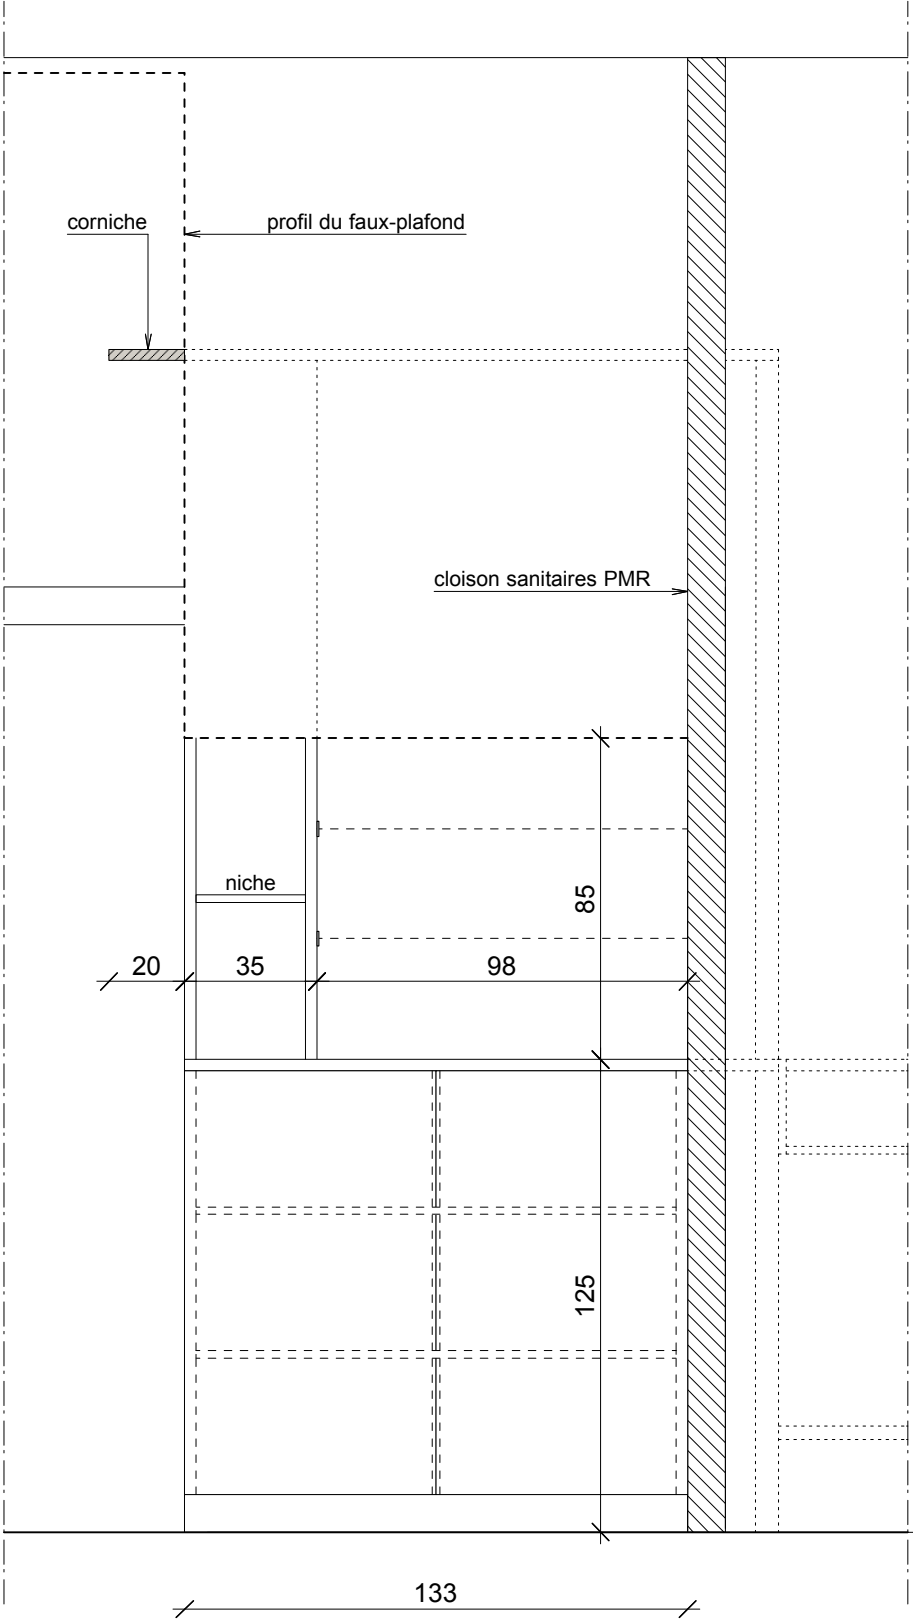 corniche
profil du faux-plafond
cloison sanitaires PMR
niche
85
20
35
98
125
133